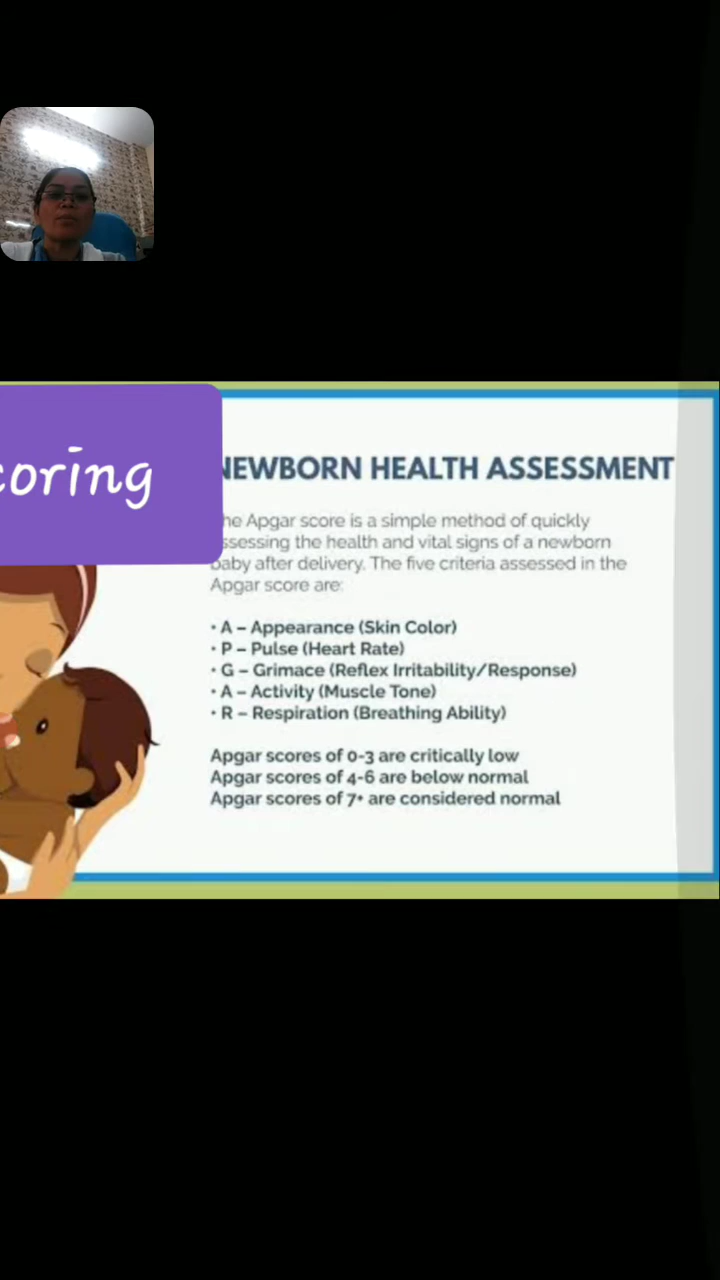 coring
NEWBORN HEALTH ASSESSMENT
he Apgar score is a simple method of quickly
ssessing the health and vital signs of a newborn
baby after delivery. The five criteria assessed in the
Apgar score are:
• A – Appearance (Skin Color)
• P – Pulse (Heart Rate)
• G – Grimace (Reflex Irritability/Response)
• A – Activity (Muscle Tone)
• R – Respiration (Breathing Ability)
Apgar scores of 0-3 are critically low
Apgar scores of 4-6 are below normal
Apgar scores of 7+ are considered normal